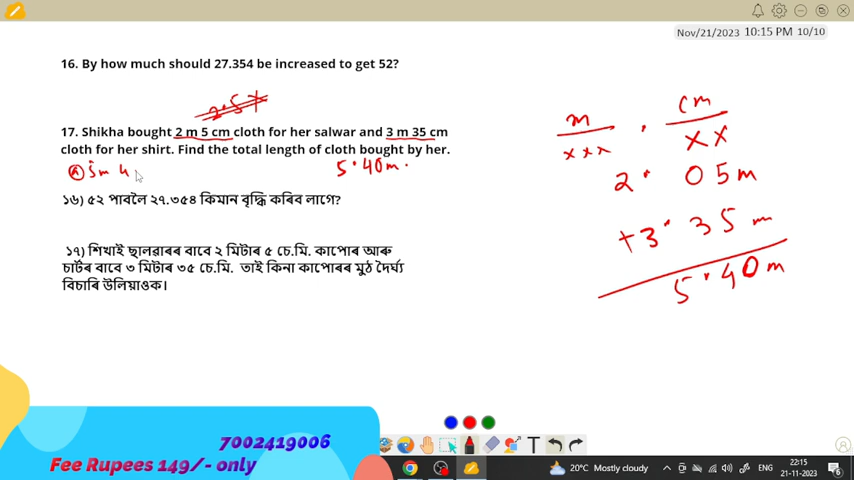 Nov/21/2023 10:15 PM 10/10
16. By how much should 27.354 be increased to get 52?
17. Shikha bought 2 m 5 cm cloth for her salwar and 3 m 35 cm
cloth for her shirt. Find the total length of cloth bought by her.
5.40m.
১৬) ৫২ পাবলৈ ২৭.৩৫৪ কিমান বৃদ্ধি কৰিব লাগে?
১৭) শিখাই ছালৱাৰৰ বাবে ২ মিটাৰ ৫ চে.মি. কাপোৰ আৰু
চাৰ্টৰ বাবে ৩ মিটাৰ ৩৫ চে.মি. তাই কিনা কাপোৰৰ মুঠ দৈৰ্ঘ্য
বিচাৰি উলিয়াওক।
m . cm
xxx xx
2.05m
+3.35m
5.40m
7002419006
Fee Rupees 149/- only
T
20°C Mostly cloudy
ENG
22:15
21-11-2023
6